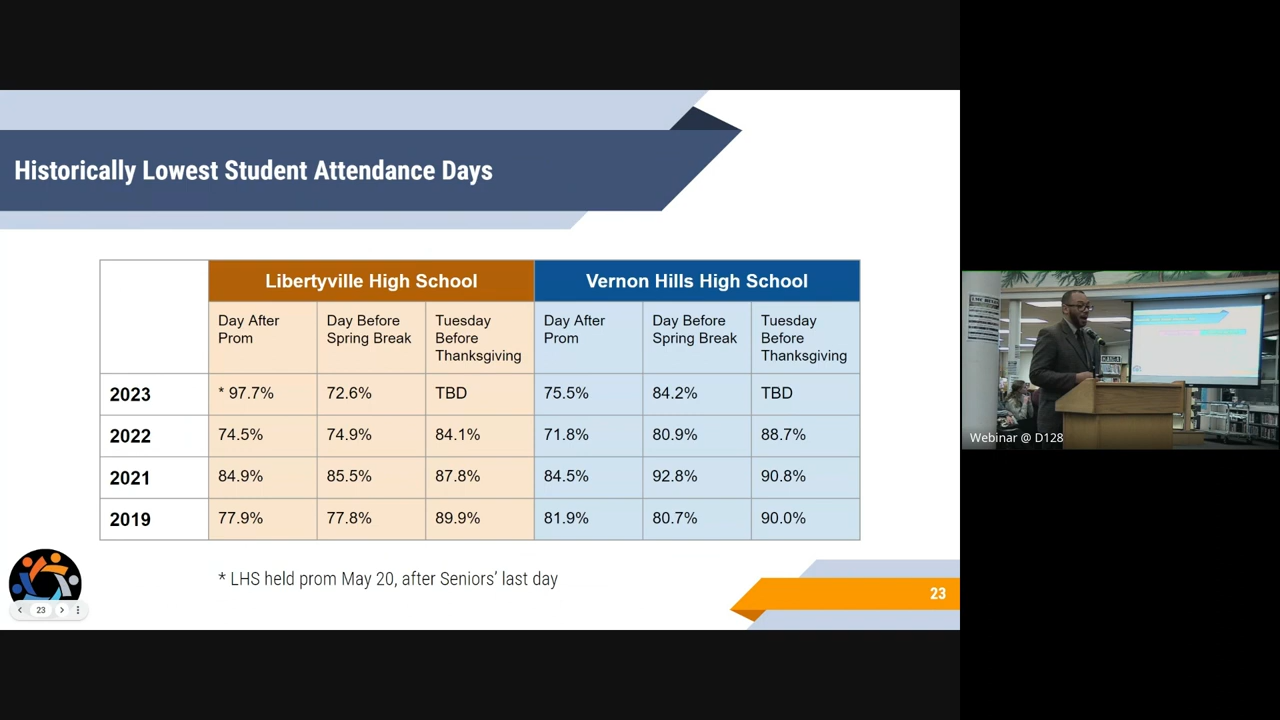 Historically Lowest Student Attendance Days
Libertyville High School Vernon Hills High School
Day After Prom Day Before Spring Break Tuesday Before Thanksgiving Day After Prom Day Before Spring Break Tuesday Before Thanksgiving
2023 * 97.7% 72.6% TBD 75.5% 84.2% TBD
2022 74.5% 74.9% 84.1% 71.8% 80.9% 88.7%
2021 84.9% 85.5% 87.8% 84.5% 92.8% 90.8%
2019 77.9% 77.8% 89.9% 81.9% 80.7% 90.0%
* LHS held prom May 20, after Seniors' last day
23
23
Webinar @ D128